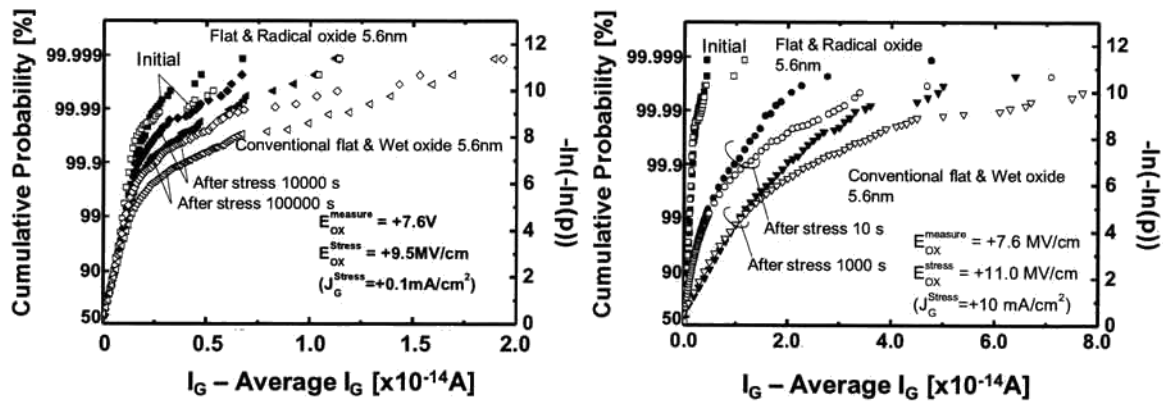 Cumulative Probability [%]
99.999
99.99
99.9
99
90
50
Flat & Radical oxide 5.6nm
Initial
Conventional flat & Wet oxide 5.6nm
After stress 10000 s
After stress 100000 s
E_OX^measure = +7.6V
E_OX^Stress = +9.5MV/cm
(J_G^Stress=+0.1mA/cm²)
12
10
8
6
4
2
0
-ln(-ln(p))
0 0.5 1.0 1.5 2.0
I_G – Average I_G [x10^-14A]
Cumulative Probability [%]
99.999
99.99
99.9
99
90
50
Initial
Flat & Radical oxide
5.6nm
Conventional flat & Wet oxide
5.6nm
After stress 10 s
After stress 1000 s
E_OX^measure = +7.6 MV/cm
E_OX^stress = +11.0 MV/cm
(J_G^Stress=+10 mA/cm²)
12
10
8
6
4
2
0
-ln(-ln(p))
0.0 2.0 4.0 6.0 8.0
I_G – Average I_G [x10^-14A]